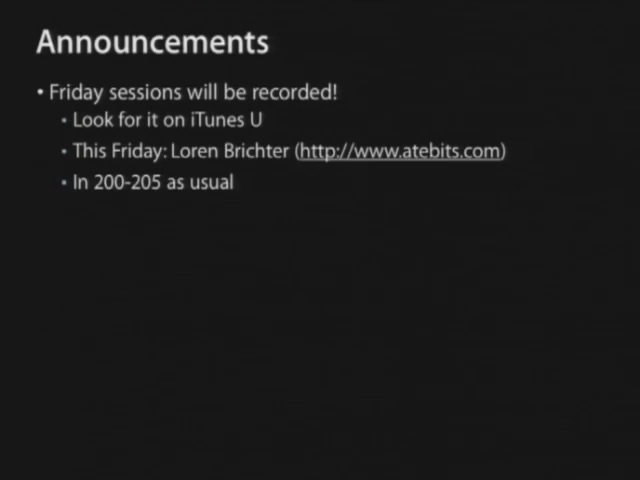 Announcements
• Friday sessions will be recorded!
• Look for it on iTunes U
• This Friday: Loren Brichter (http://www.atebits.com)
• In 200-205 as usual